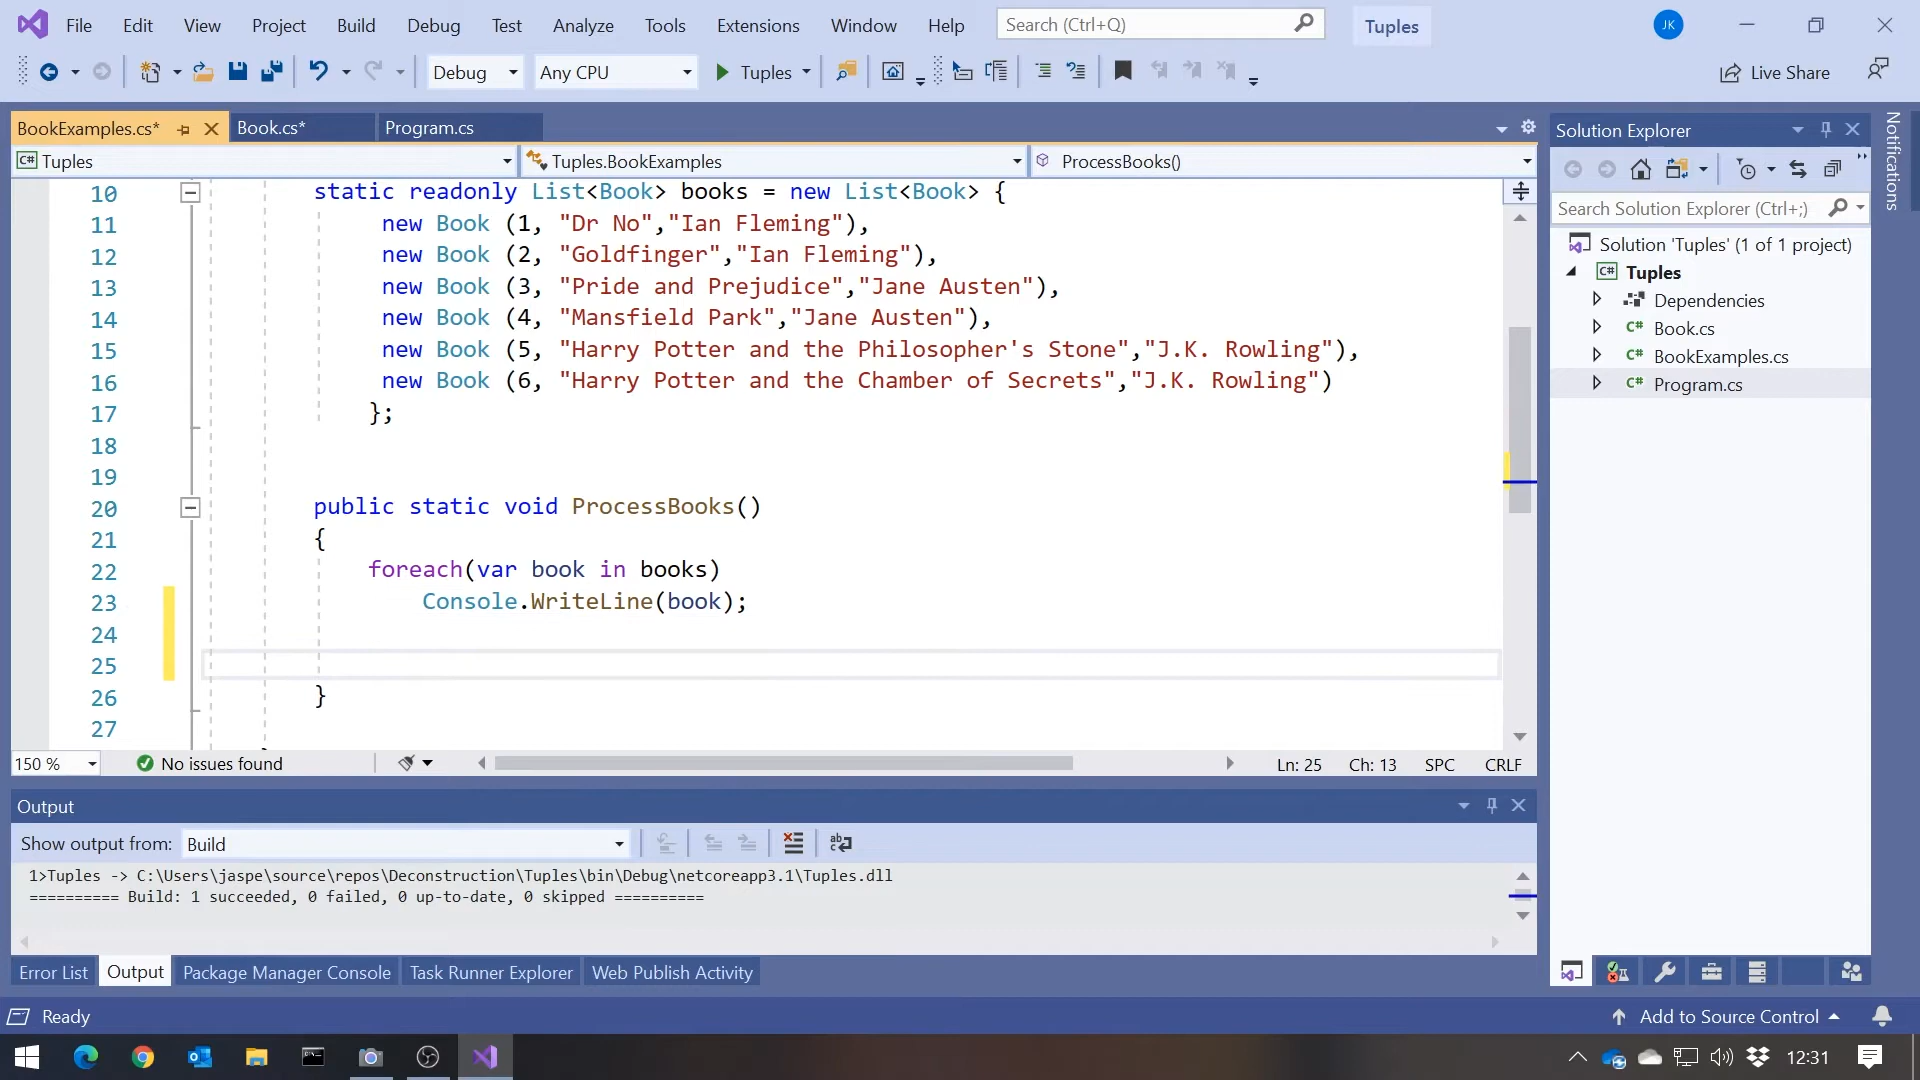 File Edit View Project Build Debug Test Analyze Tools Extensions Window Help Search (Ctrl+Q) Tuples JK
Debug Any CPU Tuples Live Share
BookExamples.cs* Book.cs* Program.cs
C# Tuples Tuples.BookExamples ProcessBooks()
10 static readonly List<Book> books = new List<Book> {
11 new Book (1, "Dr No","Ian Fleming"),
12 new Book (2, "Goldfinger","Ian Fleming"),
13 new Book (3, "Pride and Prejudice","Jane Austen"),
14 new Book (4, "Mansfield Park","Jane Austen"),
15 new Book (5, "Harry Potter and the Philosopher's Stone","J.K. Rowling"),
16 new Book (6, "Harry Potter and the Chamber of Secrets","J.K. Rowling")
17 };
18
19
20 public static void ProcessBooks()
21 {
22 foreach(var book in books)
23 Console.WriteLine(book);
24
25
26 }
27
150 % No issues found Ln: 25 Ch: 13 SPC CRLF
Output
Show output from: Build
1>Tuples -> C:\Users\jaspe\source\repos\Deconstruction\Tuples\bin\Debug\netcoreapp3.1\Tuples.dll
========== Build: 1 succeeded, 0 failed, 0 up-to-date, 0 skipped ==========
Error List Output Package Manager Console Task Runner Explorer Web Publish Activity
Solution Explorer
Search Solution Explorer (Ctrl+;)
Solution 'Tuples' (1 of 1 project)
C# Tuples
Dependencies
C# Book.cs
C# BookExamples.cs
C# Program.cs
Notifications
Ready Add to Source Control
12:31